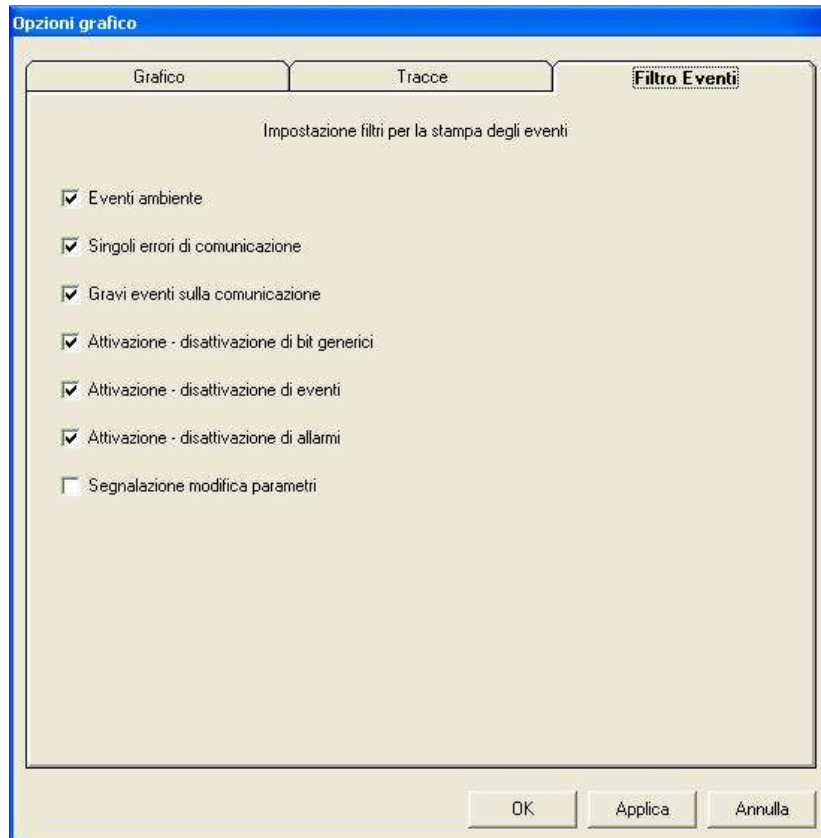 Opzioni grafico
Grafico Tracce Filtro Eventi
Impostazione filtri per la stampa degli eventi
Eventi ambiente
Singoli errori di comunicazione
Gravi eventi sulla comunicazione
Attivazione - disattivazione di bit generici
Attivazione - disattivazione di eventi
Attivazione - disattivazione di allarmi
Segnalazione modifica parametri
OK Applica Annulla